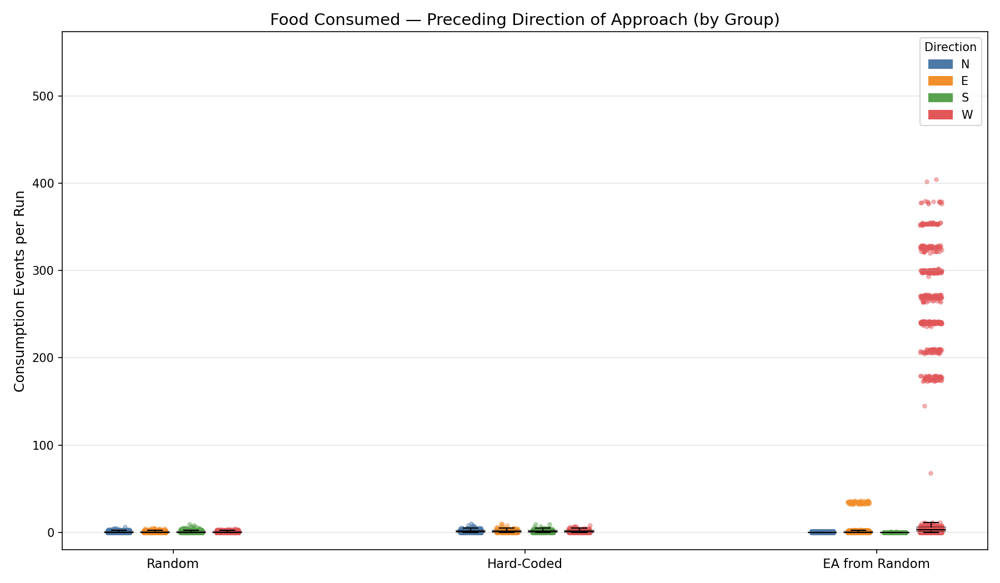 Food Consumed — Preceding Direction of Approach (by Group)
Direction
N
E
S
W
Consumption Events per Run
500
400
300
200
100
0
Random
Hard-Coded
EA from Random